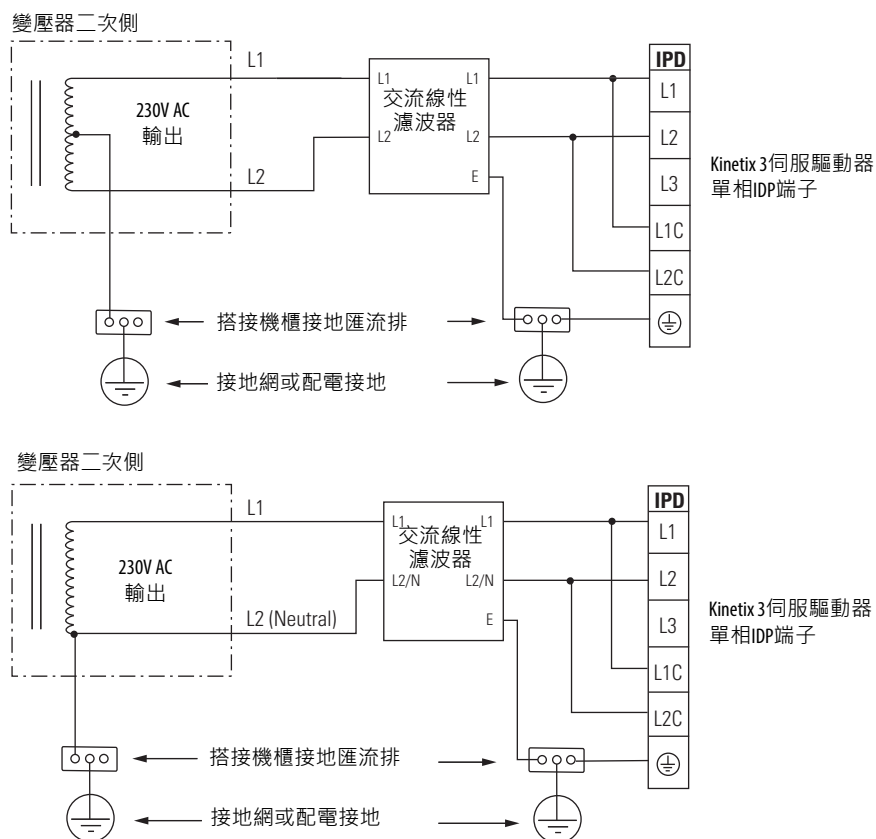 變壓器二次側
L1
230V AC
輸出
L2
L1
L1
交流線性
濾波器
L2
L2
E
IPD
L1
L2
L3
L1C
L2C
Kinetix 3伺服驅動器
單相IDP端子
搭接機櫃接地匯流排
接地網或配電接地
變壓器二次側
L1
230V AC
輸出
L2 (Neutral)
L1
L1
交流線性
濾波器
L2/N
L2/N
E
IPD
L1
L2
L3
L1C
L2C
Kinetix 3伺服驅動器
單相IDP端子
搭接機櫃接地匯流排
接地網或配電接地